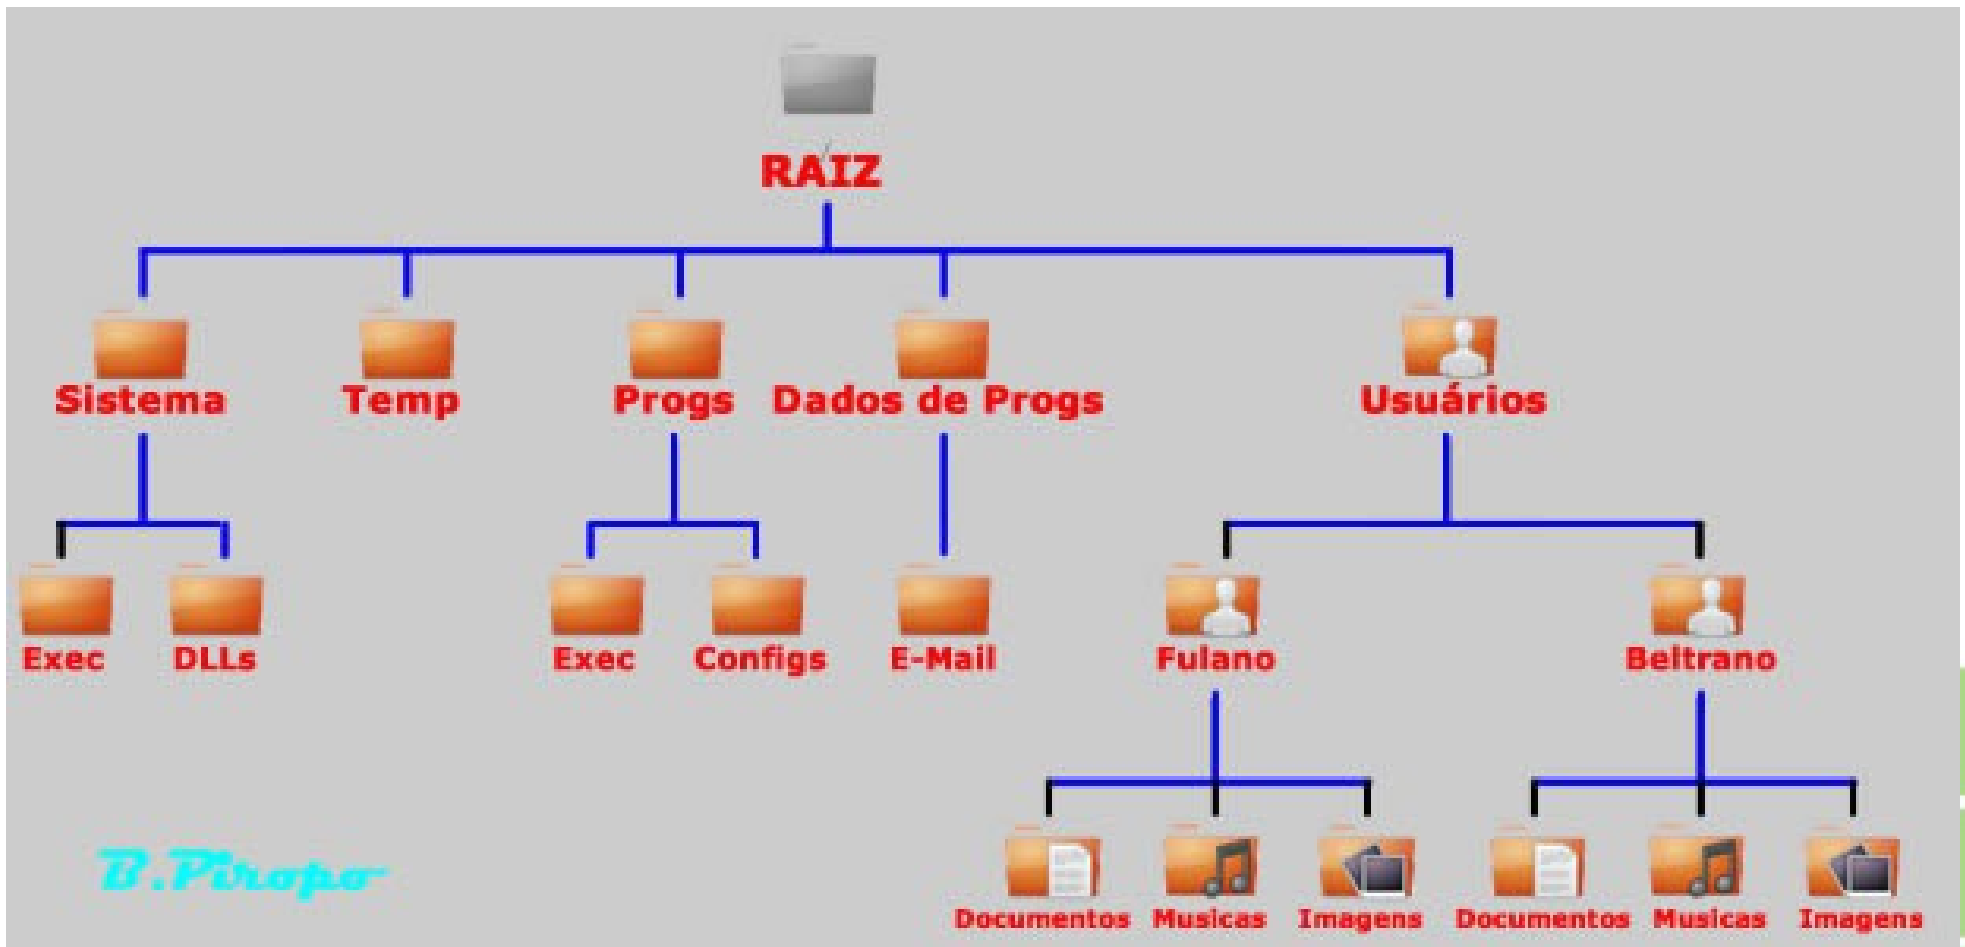 RAIZ
Sistema Temp Progs Dados de Progs Usuários
Exec DLLs Exec Configs E-Mail Fulano Beltrano
Documentos Musicas Imagens Documentos Musicas Imagens
B.Piropo